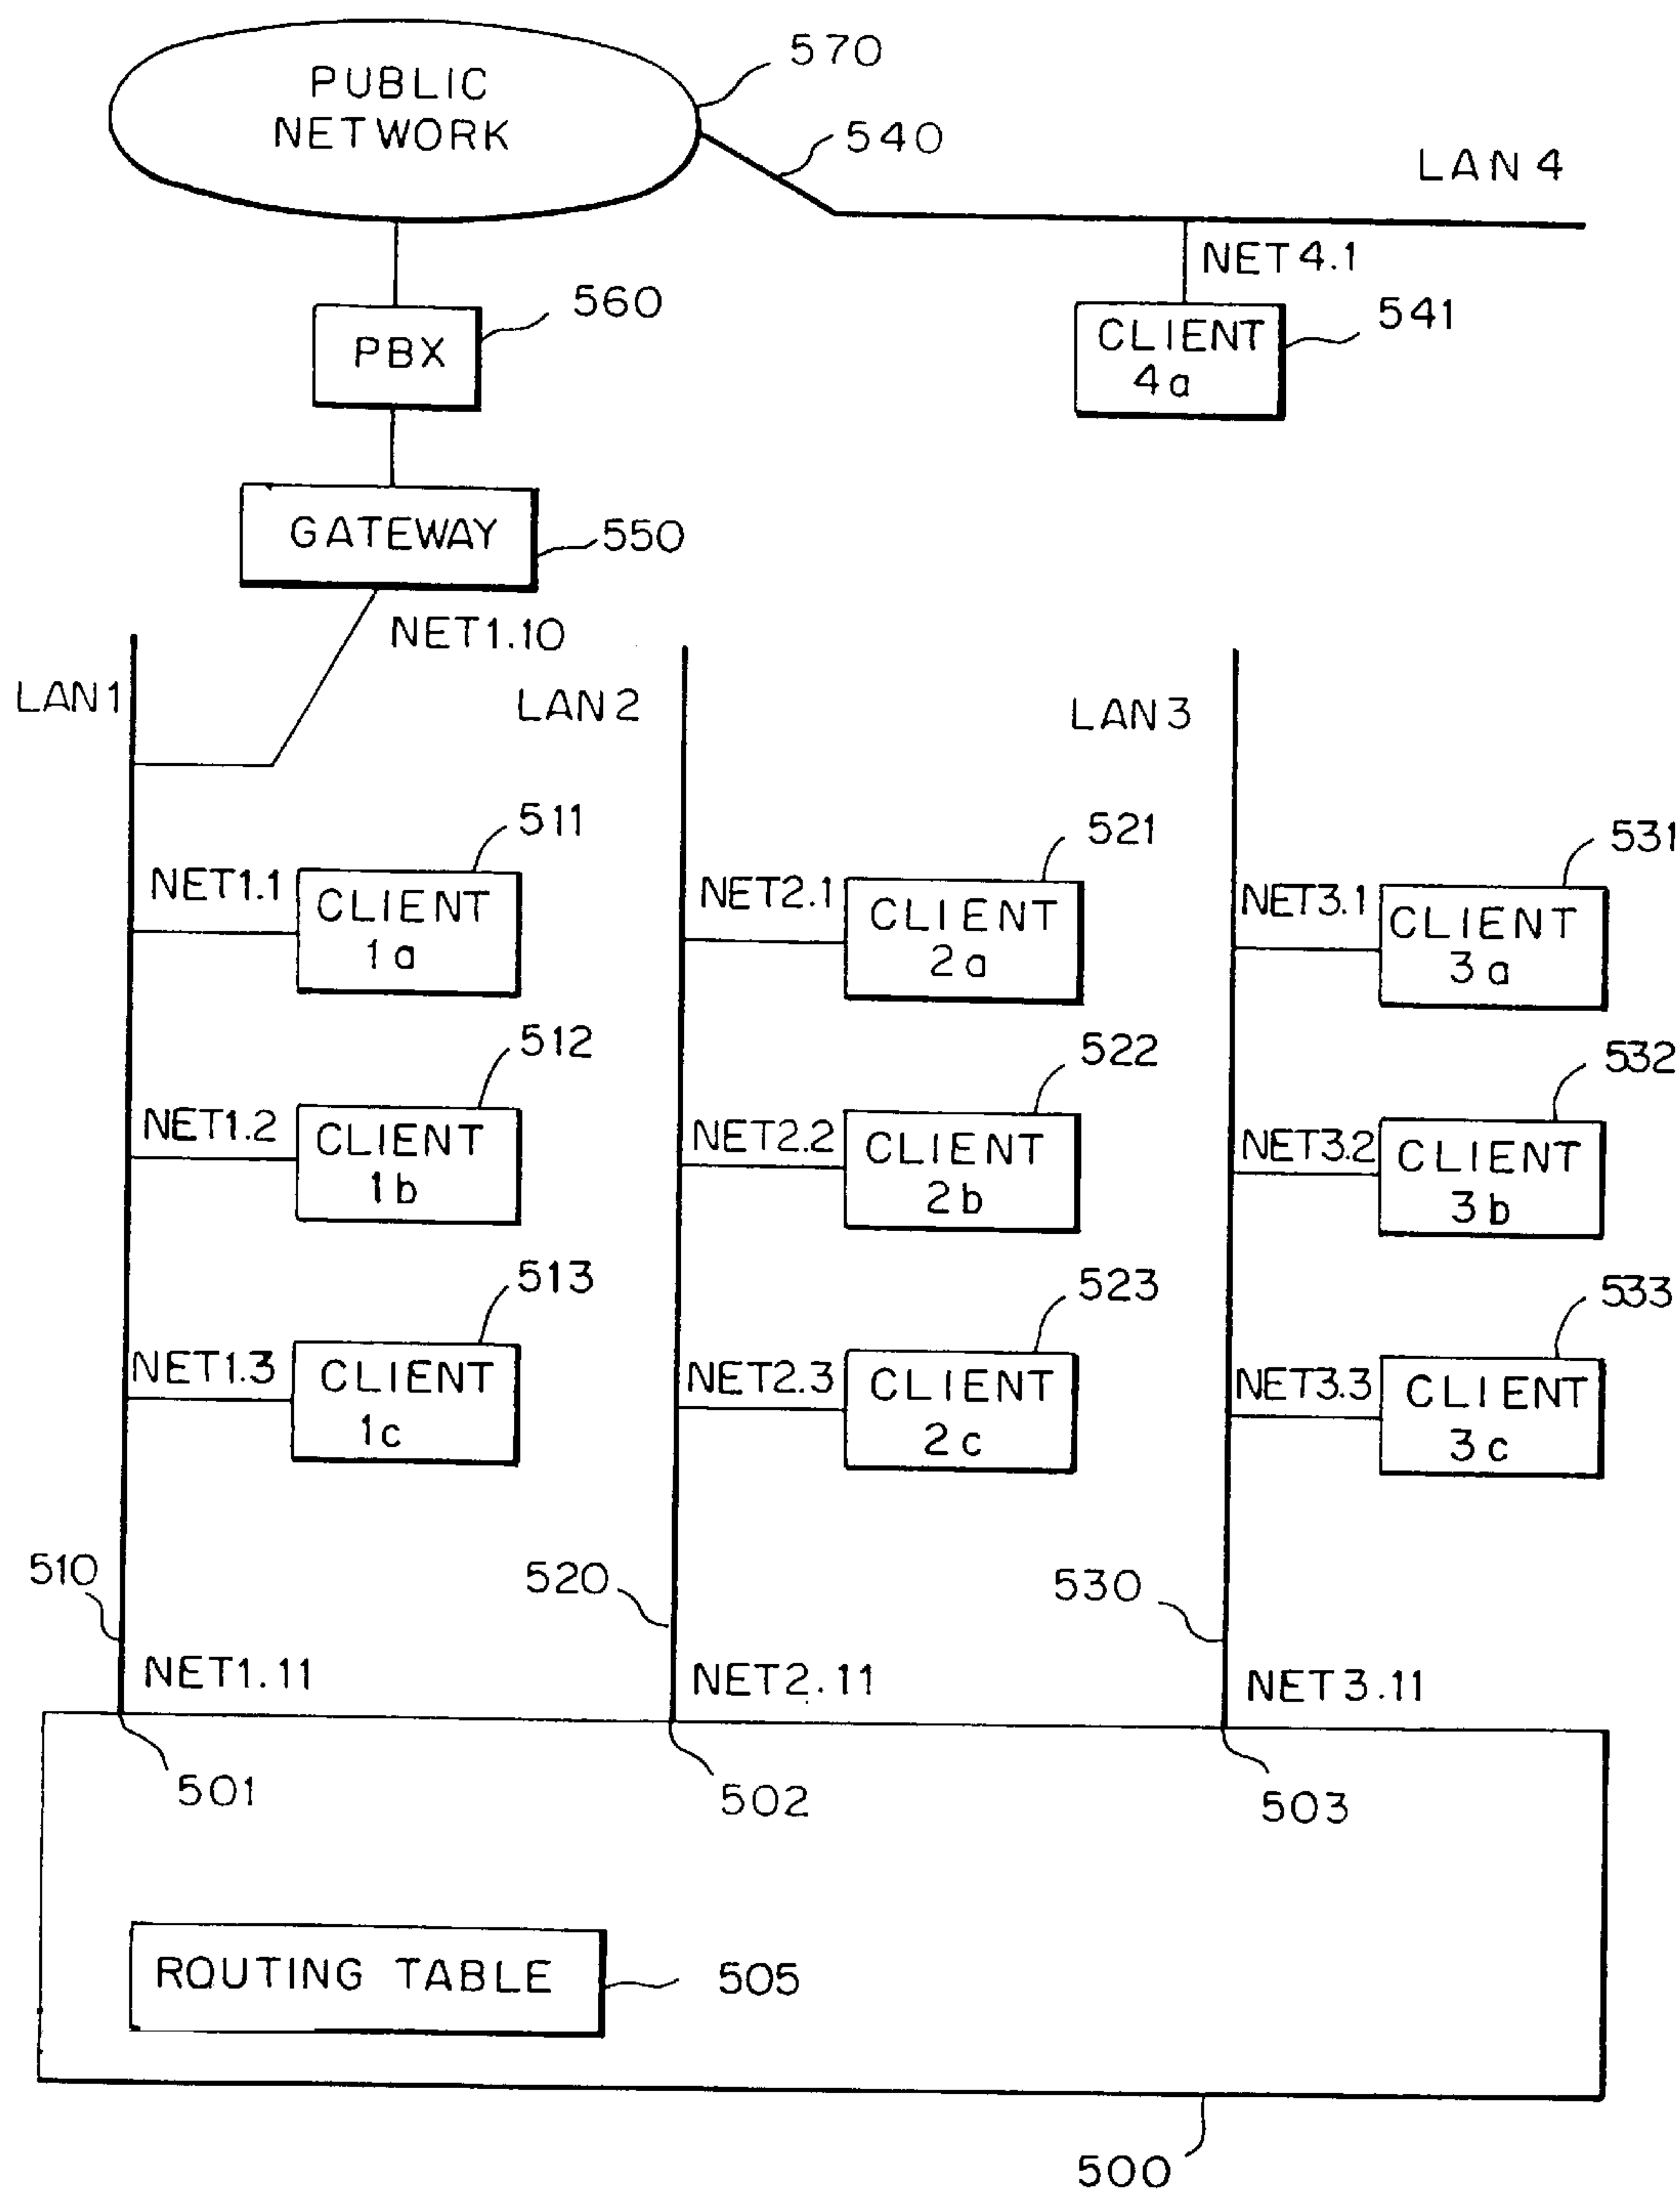 PUBLIC
NETWORK
570
540
LAN 4
NET4.1
560
PBX
CLIENT
4a
541
GATEWAY
550
NET1.10
LAN1
LAN 2
LAN 3
511
521
531
NET1.1
CLIENT
1a
NET2.1
CLIENT
2a
NET3.1
CLIENT
3a
512
522
532
NET1.2
CLIENT
1b
NET2.2
CLIENT
2b
NET3.2
CLIENT
3b
513
523
533
NET1.3
CLIENT
1c
NET2.3
CLIENT
2c
NET3.3
CLIENT
3c
510
520
530
NET1.11
NET2.11
NET3.11
501
502
503
ROUTING TABLE
505
500